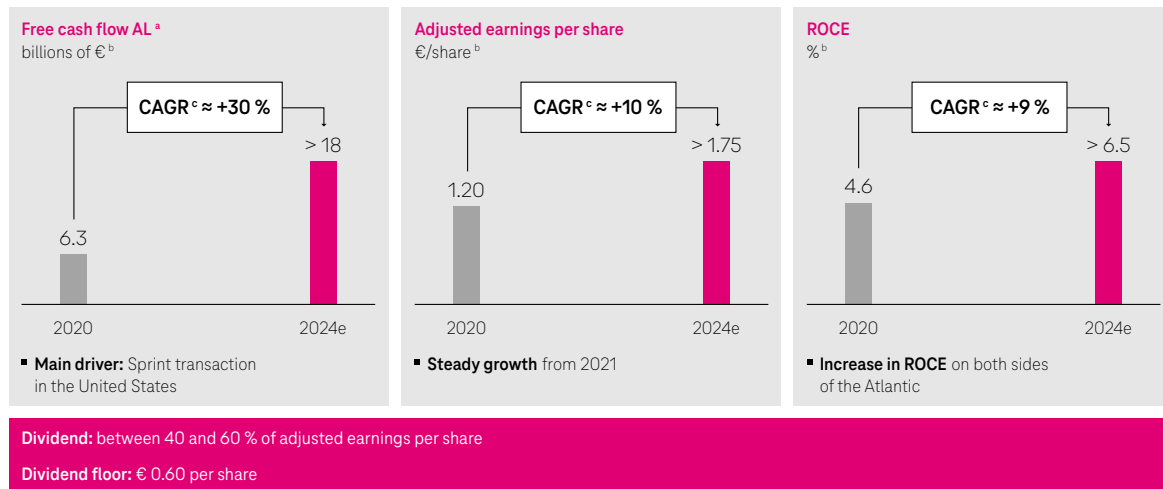 Free cash flow AL ᵃ
billions of € ᵇ
CAGR ᶜ ≈ +30 %
> 18
6.3
2020
2024e
▪ Main driver: Sprint transaction
in the United States
Adjusted earnings per share
€/share ᵇ
CAGR ᶜ ≈ +10 %
> 1.75
1.20
2020
2024e
▪ Steady growth from 2021
ROCE
% ᵇ
CAGR ᶜ ≈ +9 %
> 6.5
4.6
2020
2024e
▪ Increase in ROCE on both sides
of the Atlantic
Dividend: between 40 and 60 % of adjusted earnings per share
Dividend floor: € 0.60 per share